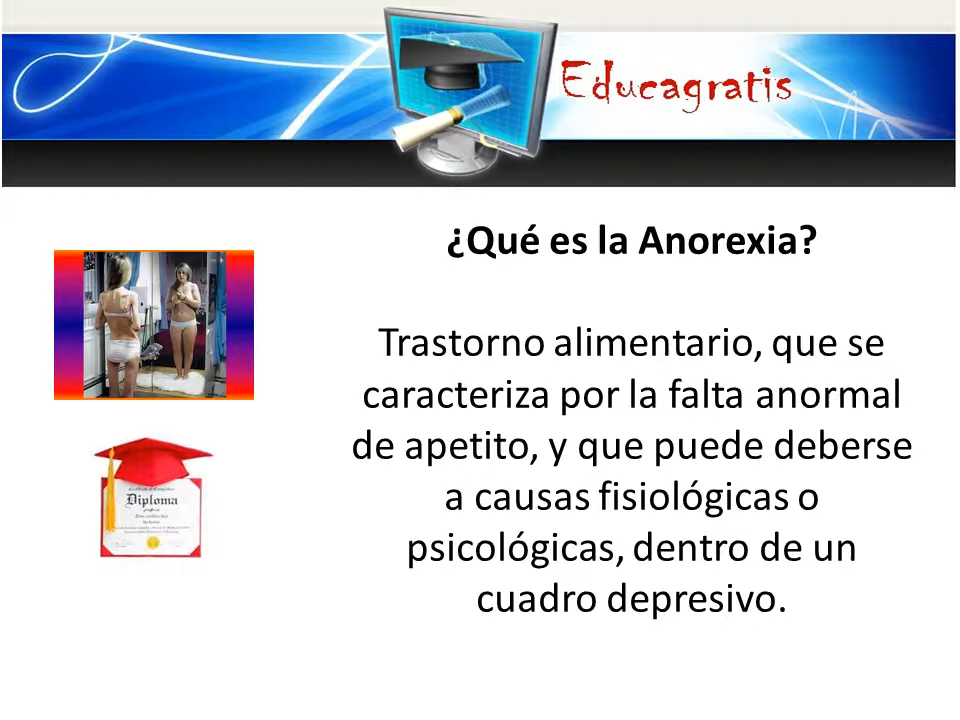 Educagratis
¿Qué es la Anorexia?
Trastorno alimentario, que se
caracteriza por la falta anormal
de apetito, y que puede deberse
a causas fisiológicas o
psicológicas, dentro de un
cuadro depresivo.
Diploma